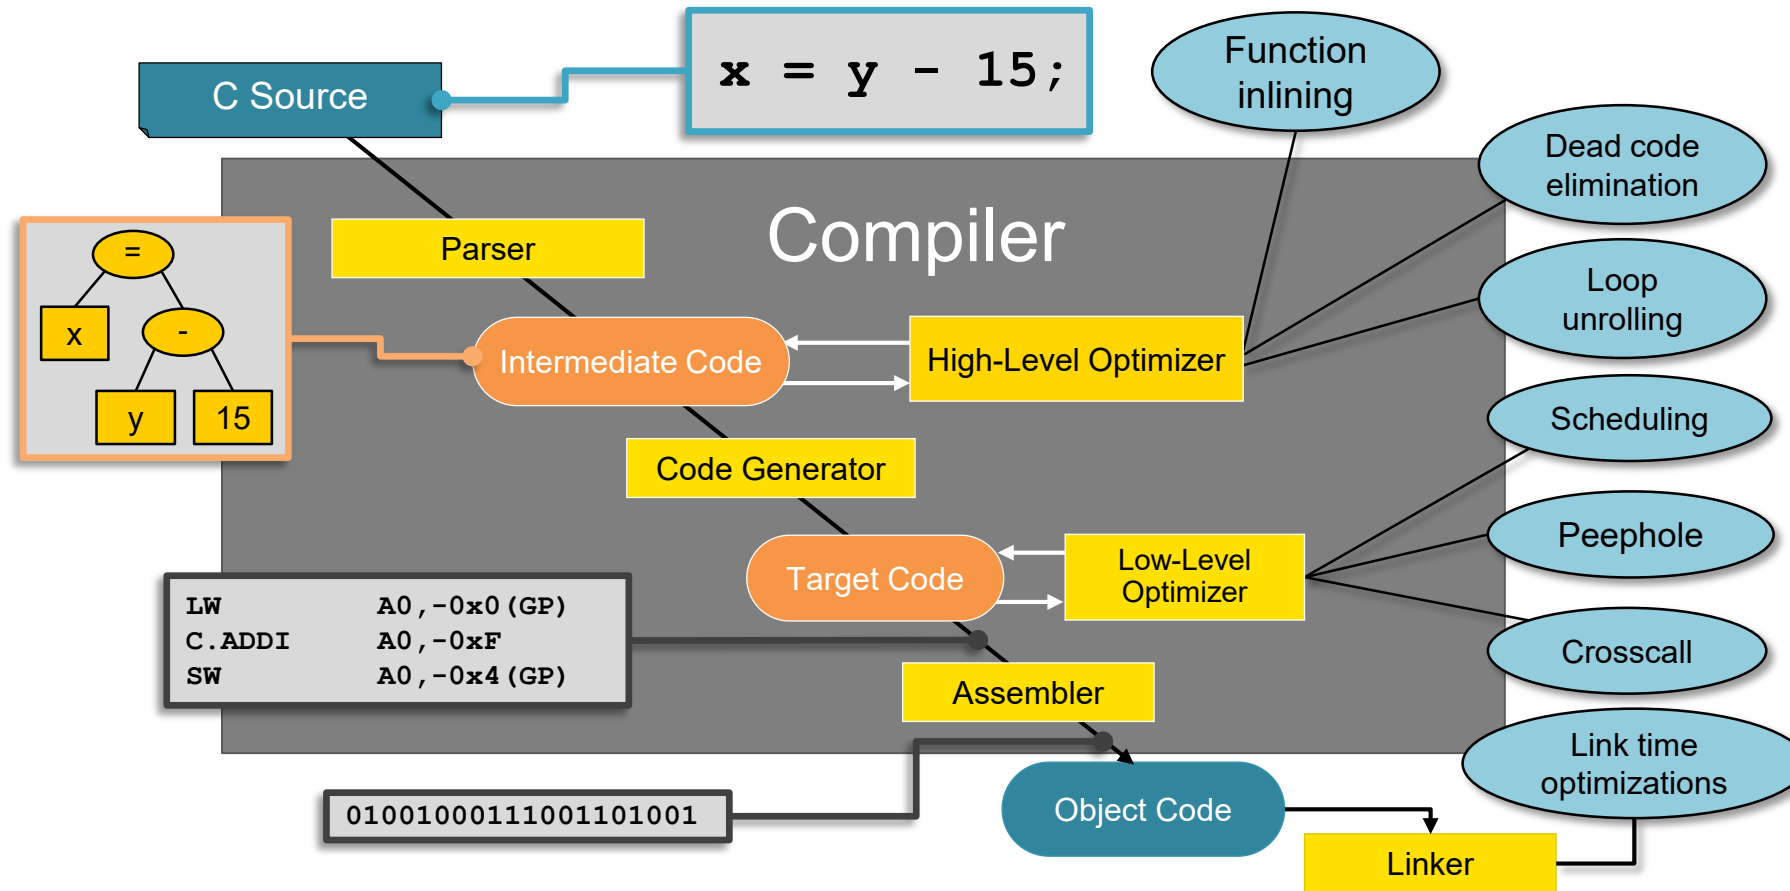 x = y - 15;
C Source
Function
inlining
Dead code
elimination
Compiler
Parser
=
x
-
y
15
Intermediate Code
High-Level Optimizer
Loop
unrolling
Scheduling
Code Generator
Peephole
Target Code
Low-Level
Optimizer
LW A0,-0x0(GP)
C.ADDI A0,-0xF
SW A0,-0x4(GP)
Crosscall
Assembler
Link time
optimizations
01001000111001101001
Object Code
Linker